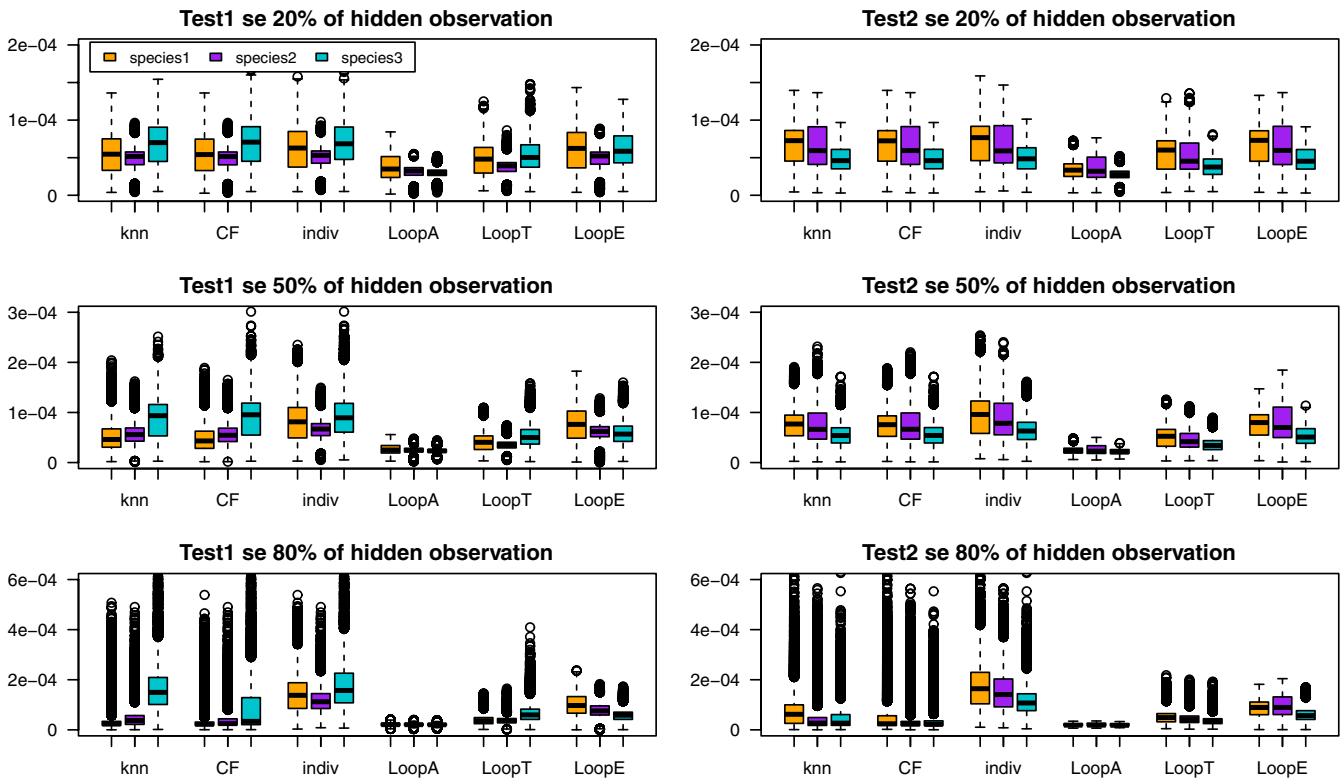 Test1 se 20% of hidden observation
2e−04
1e−04
0
species1 species2 species3
knn CF indiv LoopA LoopT LoopE
Test2 se 20% of hidden observation
2e−04
1e−04
0
knn CF indiv LoopA LoopT LoopE
Test1 se 50% of hidden observation
3e−04
2e−04
1e−04
0
knn CF indiv LoopA LoopT LoopE
Test2 se 50% of hidden observation
3e−04
2e−04
1e−04
0
knn CF indiv LoopA LoopT LoopE
Test1 se 80% of hidden observation
6e−04
4e−04
2e−04
0
knn CF indiv LoopA LoopT LoopE
Test2 se 80% of hidden observation
6e−04
4e−04
2e−04
0
knn CF indiv LoopA LoopT LoopE